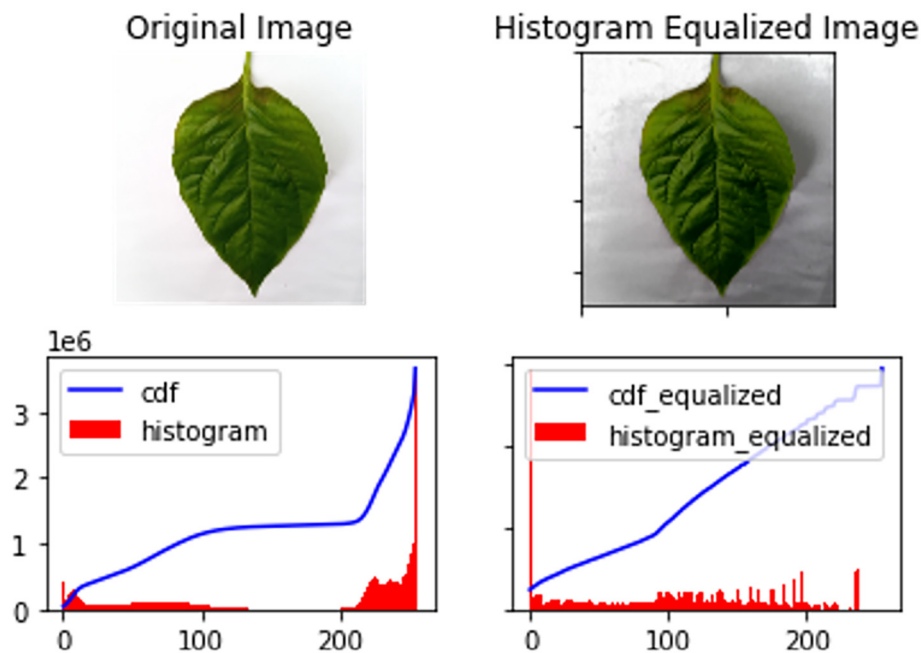 Original Image
Histogram Equalized Image
1e6
cdf
histogram
3
2
1
0
0 100 200
cdf_equalized
histogram_equalized
0 100 200